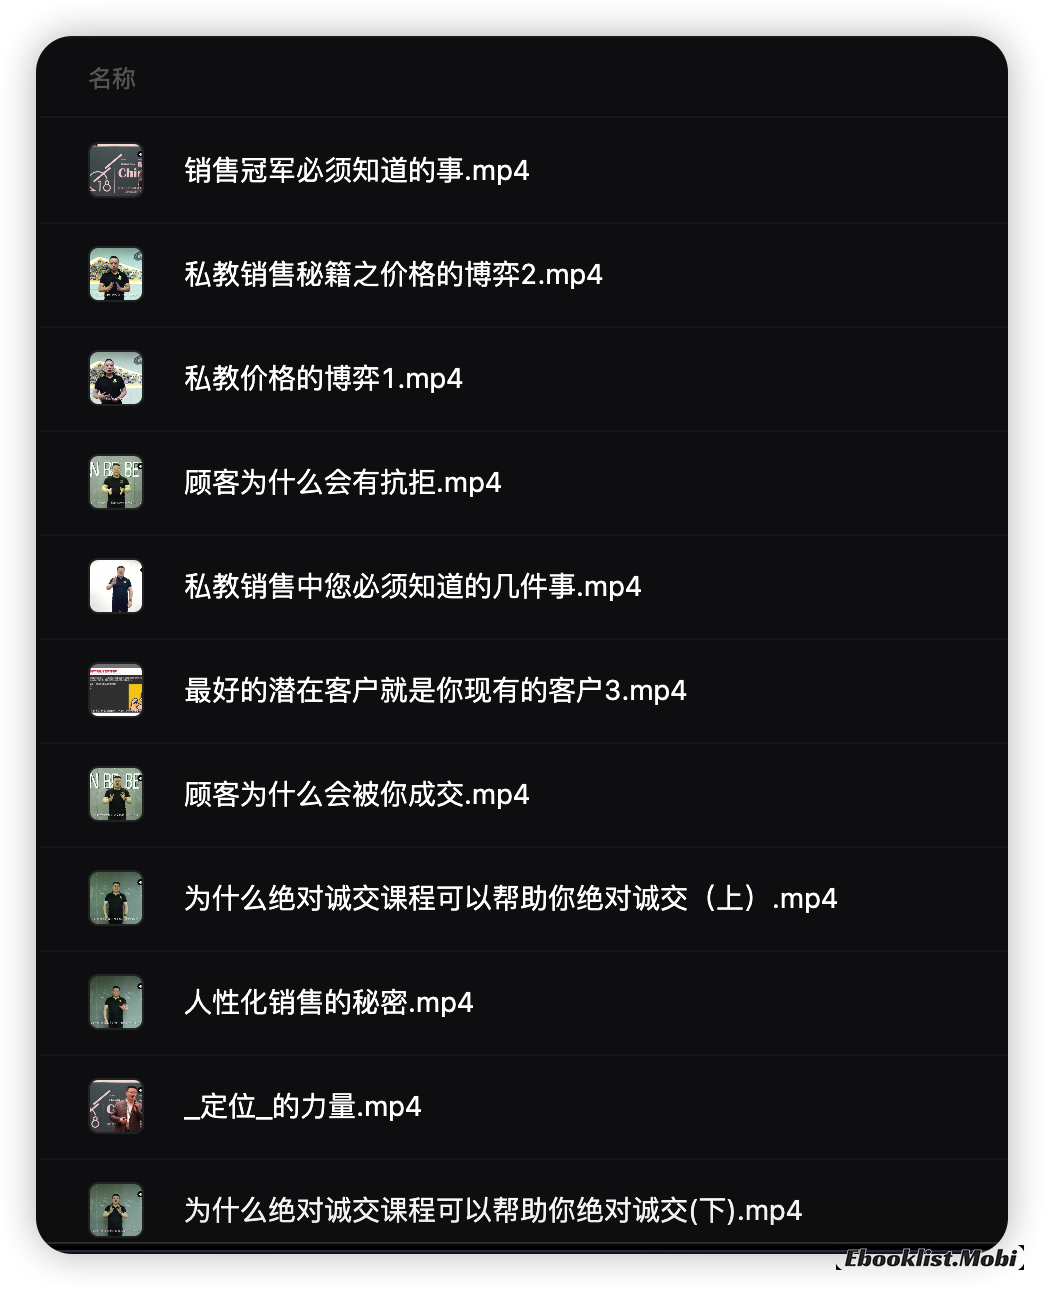 名称
销售冠军必须知道的事.mp4
私教销售秘籍之价格的博弈2.mp4
私教价格的博弈1.mp4
顾客为什么会有抗拒.mp4
私教销售中您必须知道的几件事.mp4
最好的潜在客户就是你现有的客户3.mp4
顾客为什么会被你成交.mp4
为什么绝对诚交课程可以帮助你绝对诚交（上）.mp4
人性化销售的秘密.mp4
_定位_的力量.mp4
为什么绝对诚交课程可以帮助你绝对诚交(下).mp4
【Ebooklist.Mobi】